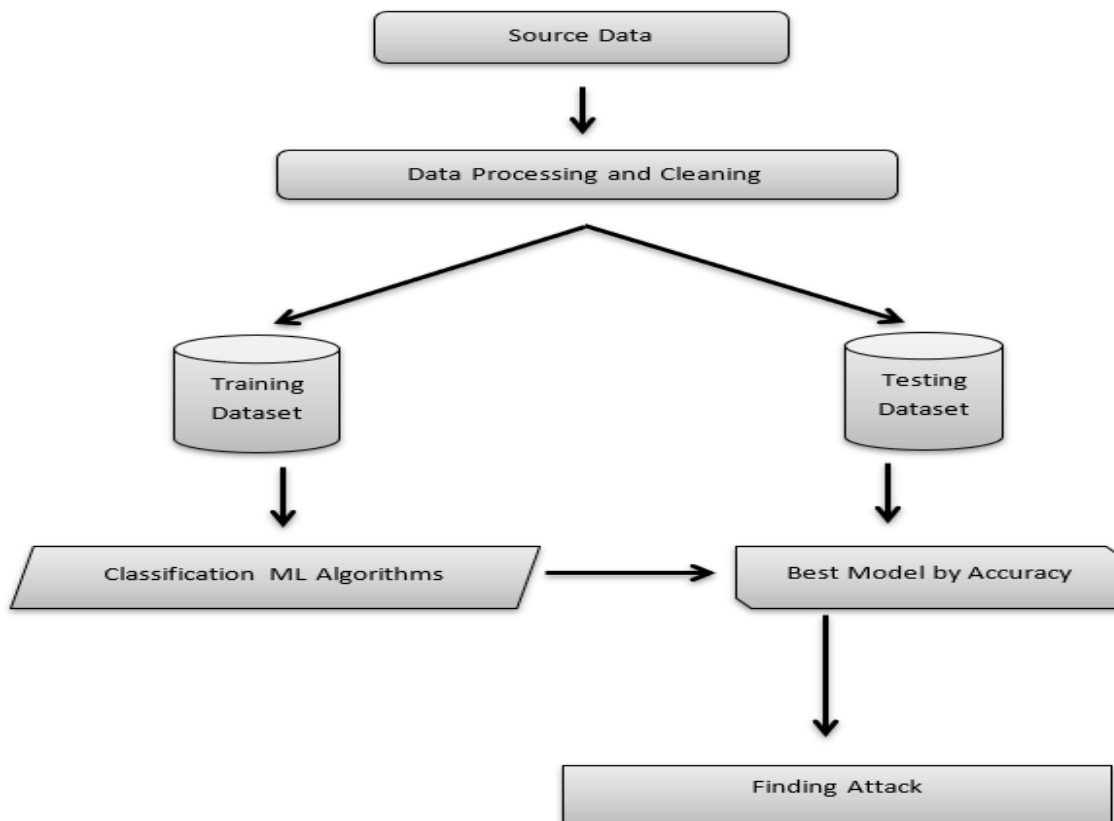 Source Data
Data Processing and Cleaning
Training
Dataset
Testing
Dataset
Classification ML Algorithms
Best Model by Accuracy
Finding Attack